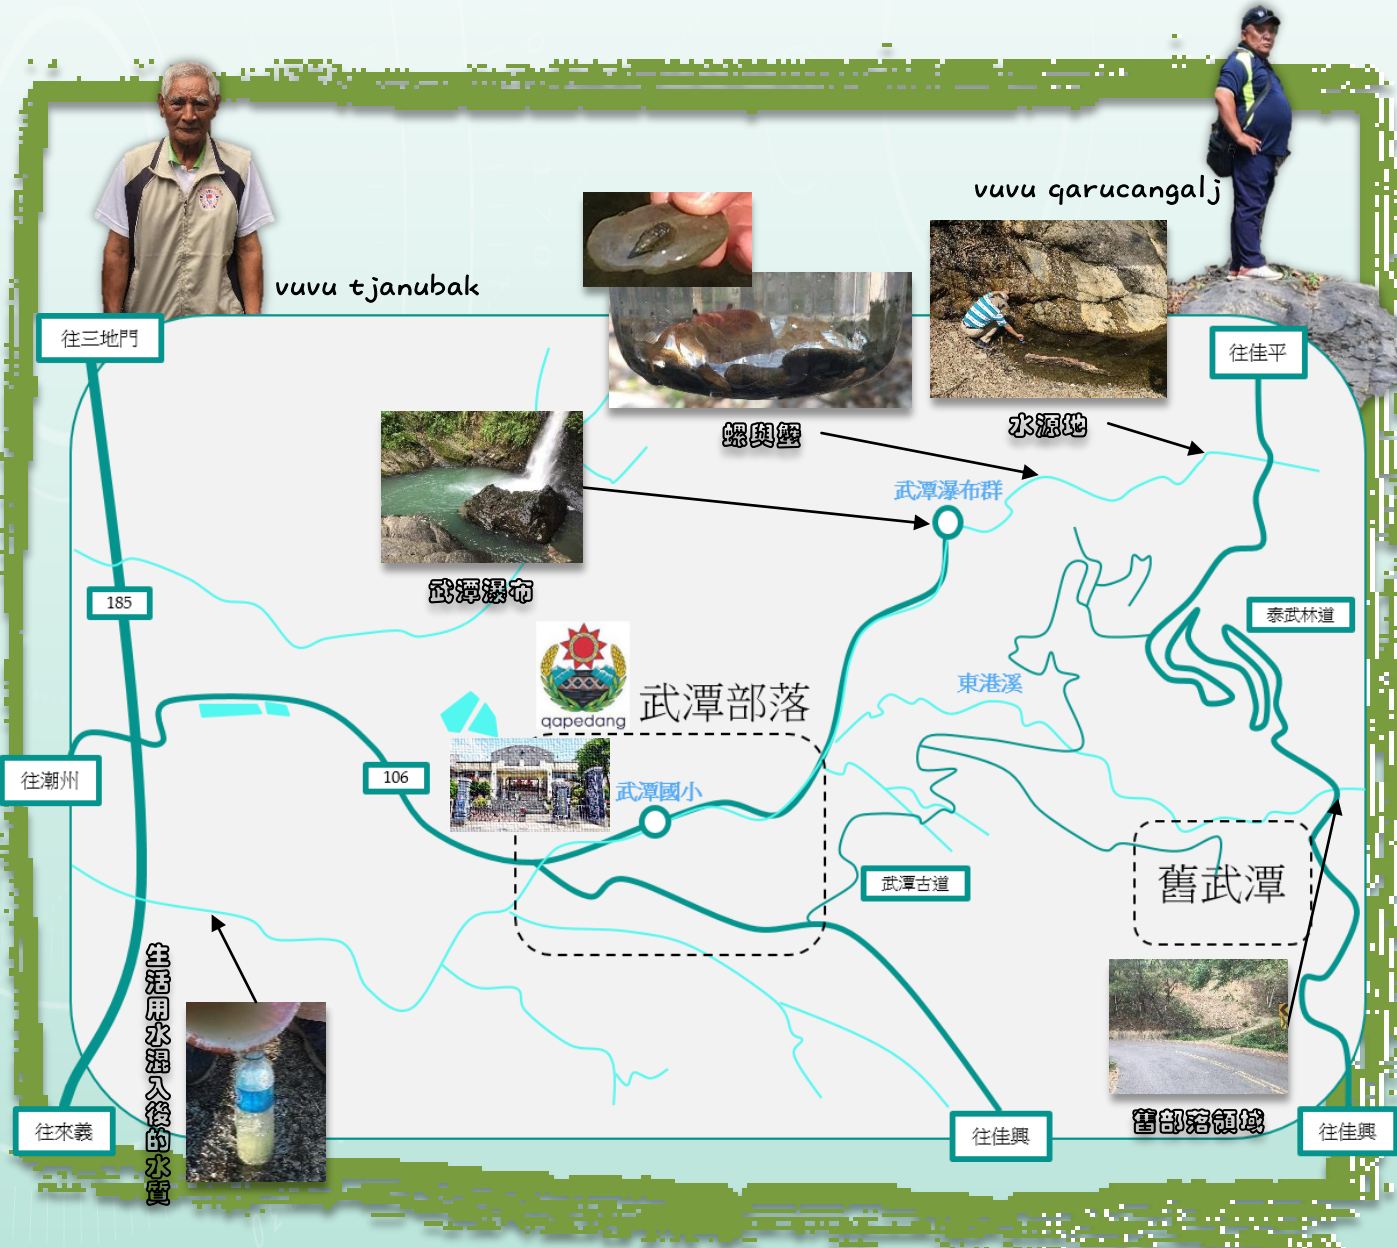 vuvu qarucangalj
vuvu tjanubak
往三地門
往佳平
螺與蟹
水源地
武潭瀑布群
武潭瀑布
185
泰武林道
qapedang
武潭部落
東港溪
往潮州
106
武潭國小
武潭古道
舊武潭
生活用水混入後的水質
往來義
往佳興
舊部落領域
往佳興